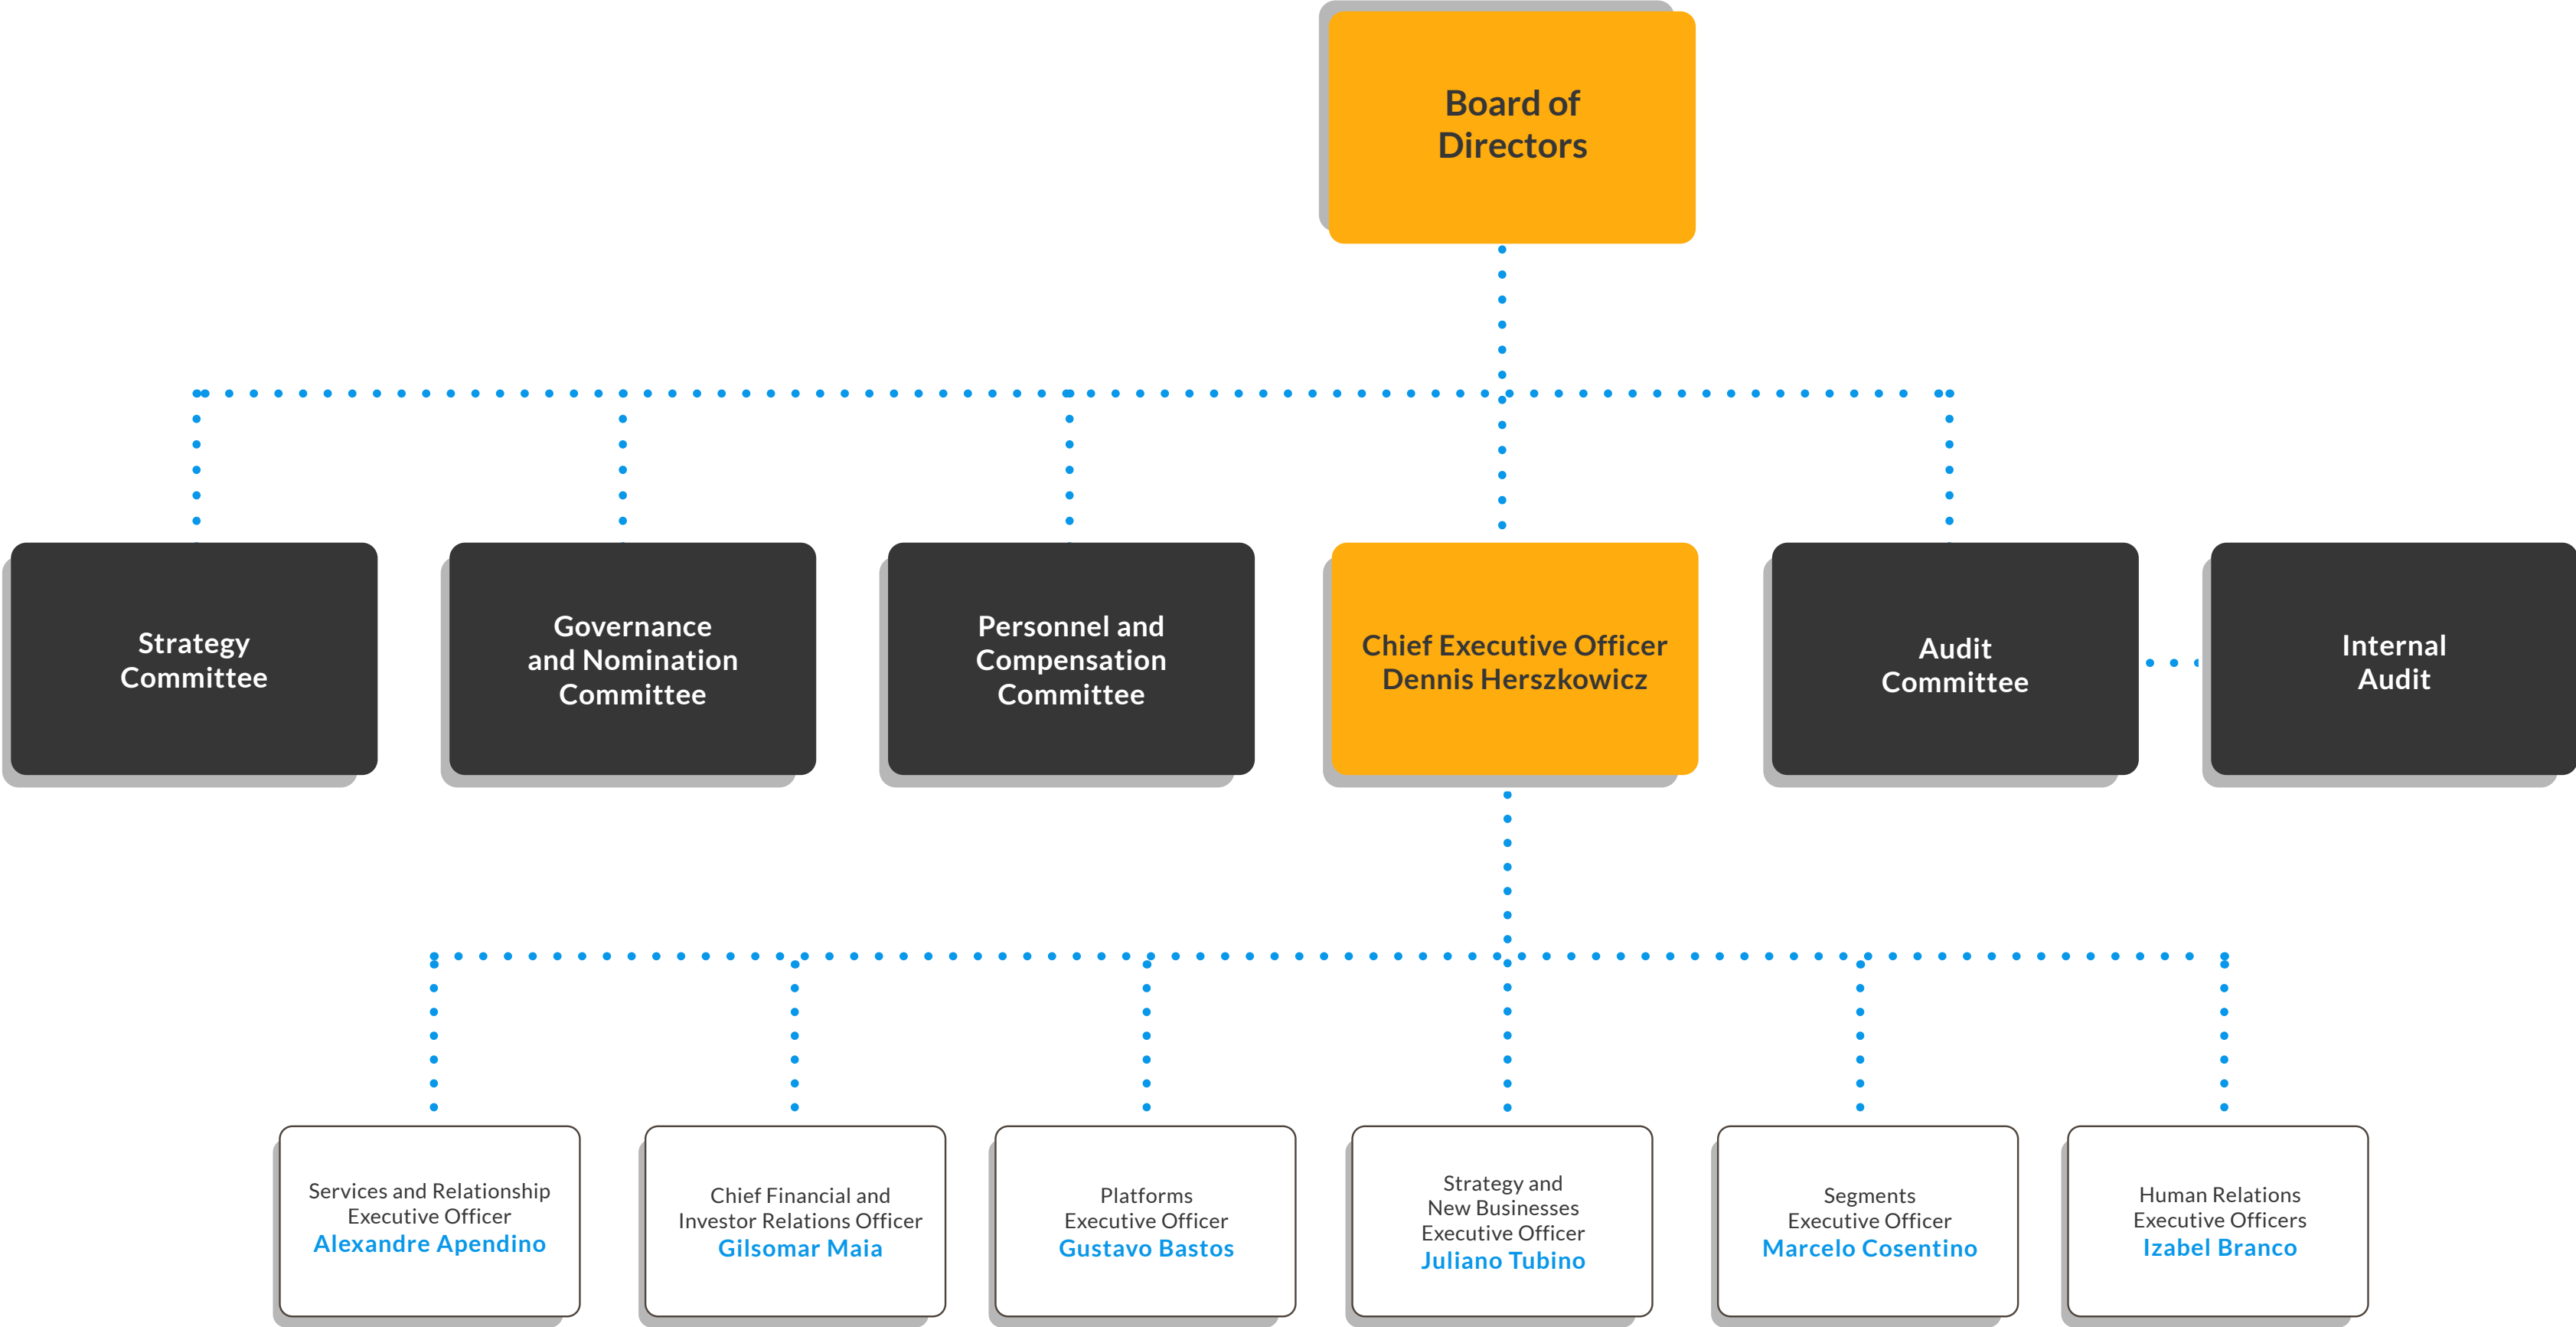 Board of
Directors
Strategy
Committee
Governance
and Nomination
Committee
Personnel and
Compensation
Committee
Chief Executive Officer
Dennis Herszkowicz
Audit
Committee
Internal
Audit
Services and Relationship
Executive Officer
Alexandre Apendino
Chief Financial and
Investor Relations Officer
Gilsomar Maia
Platforms
Executive Officer
Gustavo Bastos
Strategy and
New Businesses
Executive Officer
Juliano Tubino
Segments
Executive Officer
Marcelo Cosentino
Human Relations
Executive Officers
Izabel Branco